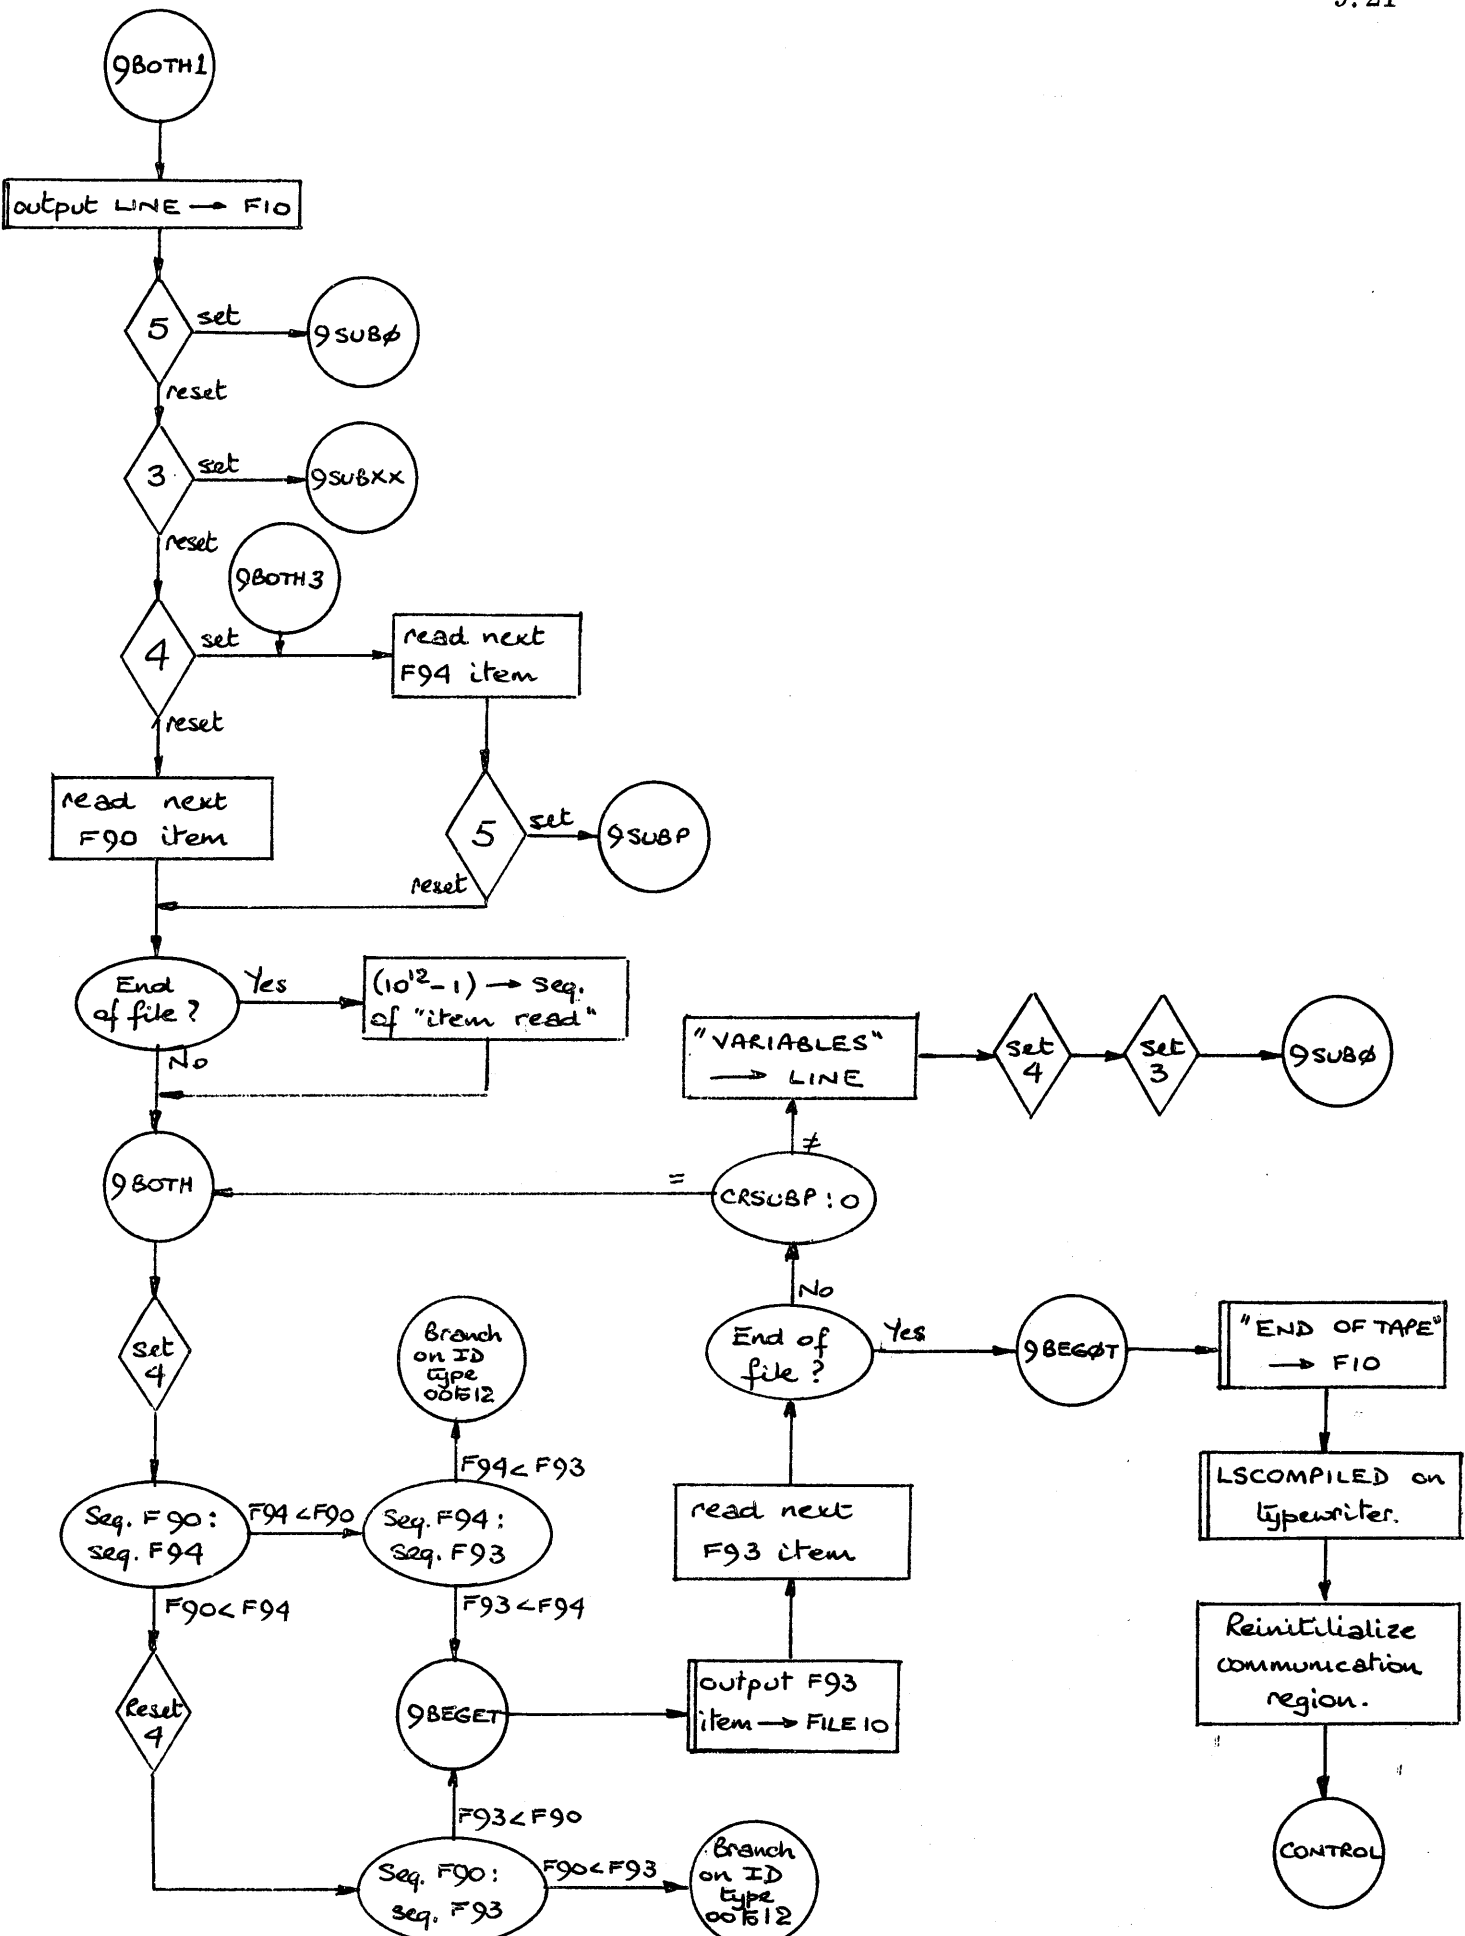 9BOTH1
output LINE → F10
5
set
9SUBØ
reset
3
set
9SUBXX
reset
9BOTH3
4
set
read next
F94 item
reset
read next
F90 item
5
set
9SUBP
reset
End
of file?
Yes
(10¹²-1) → seq.
of "item read"
No
"VARIABLES"
→ LINE
set
4
set
3
9SUBØ
≠
9BOTH
=
CRSUBP : 0
No
set
4
Branch
on ID
type
00to12
End of
file?
Yes
9BEGØT
"END OF TAPE"
→ F10
F94<F93
LSCOMPILED on
typewriter.
Seq. F90:
seq. F94
F94<F90
Seq. F94:
seq. F93
read next
F93 item
F90<F94
F93<F94
Reinitilialize
communication
region.
Reset
4
9BEGET
output F93
item → FILE 10
F93<F90
Seq. F90:
seq. F93
F90<F93
Branch
on ID
type
00to12
CONTROL